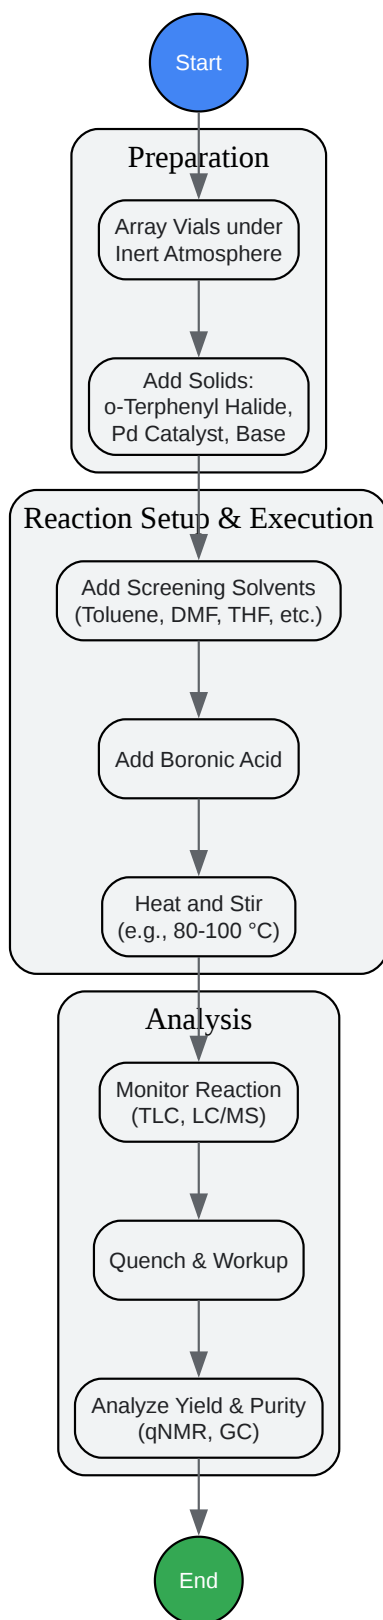 Start
Preparation
Array Vials under
Inert Atmosphere
Add Solids:
o-Terphenyl Halide,
Pd Catalyst, Base
Reaction Setup & Execution
Add Screening Solvents
(Toluene, DMF, THF, etc.)
Add Boronic Acid
Heat and Stir
(e.g., 80-100 °C)
Analysis
Monitor Reaction
(TLC, LC/MS)
Quench & Workup
Analyze Yield & Purity
(qNMR, GC)
End